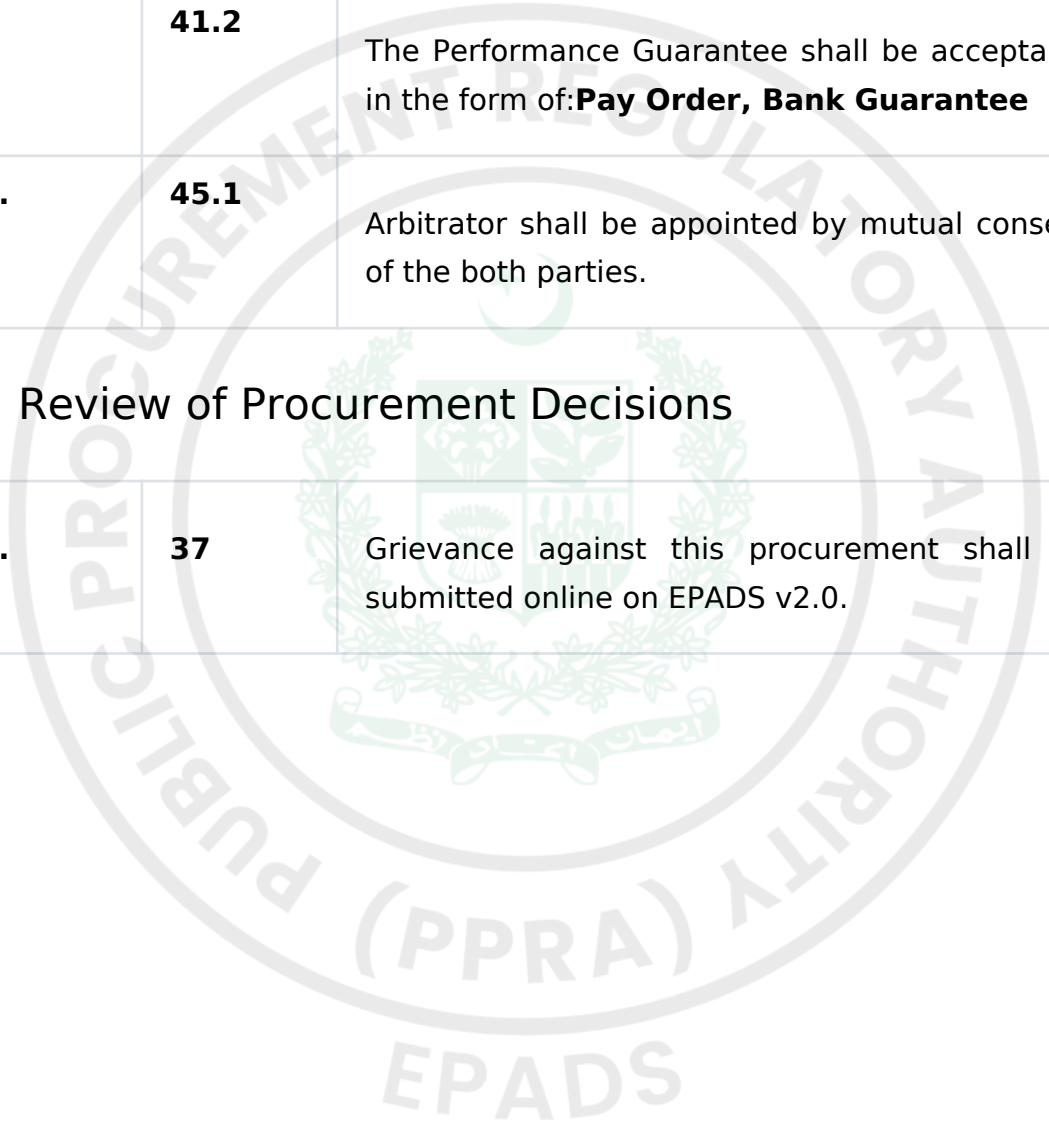 41.2
The Performance Guarantee shall be accepta
in the form of:Pay Order, Bank Guarantee
.
45.1
Arbitrator shall be appointed by mutual conse
of the both parties.
Review of Procurement Decisions
.
37
Grievance against this procurement shall
submitted online on EPADS v2.0.
PUBLIC PROCUREMENT REGULATORY AUTHORITY
(PPRA)
EPADS